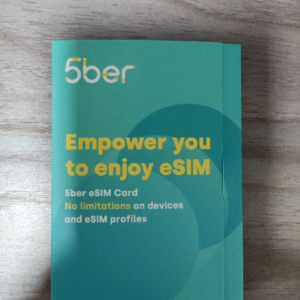 5ber
Empower you
to enjoy eSIM
5ber eSIM Card
No limitations on devices
and eSIM profiles